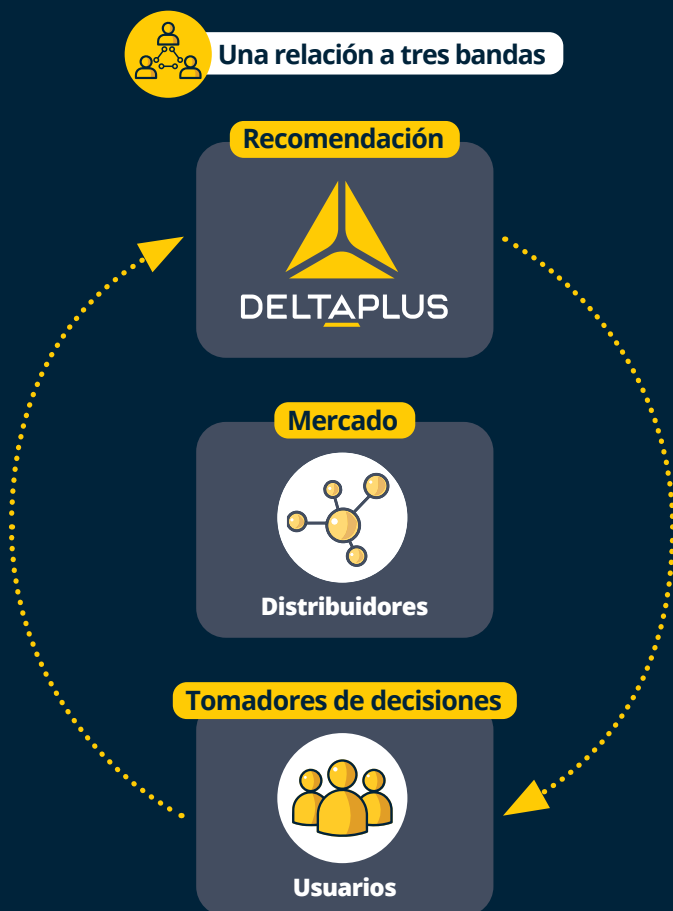 Una relación a tres bandas
Recomendación
DELTAPLUS
Mercado
Distribuidores
Tomadores de decisiones
Usuarios